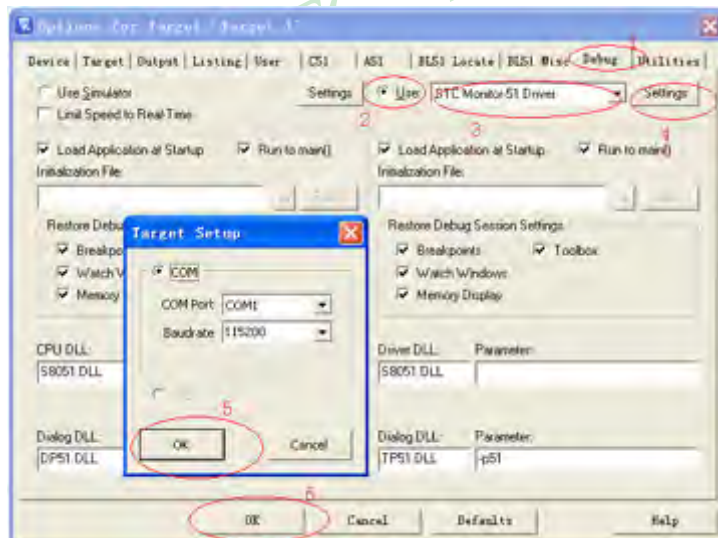 Options for Target 'Target 1'
Device Target Output Listing User C51 A51 BL51 Locate BL51 Misc Debug Utilities
1
Use Simulator Settings Use: STC Monitor-51 Driver Settings
Limit Speed to Real-Time
2 3 4
Load Application at Startup Run to main() Load Application at Startup Run to main()
Initialization File: Initialization File:
Restore Debu Restore Debug Session Settings
Breakpo Breakpoints Toolbox
Watch W Watch Windows
Memory Memory Display
Target Setup
COM
COM Port COM1
Baudrate 115200
5
OK Cancel
CPU DLL: Driver DLL: Parameter:
S8051.DLL S8051.DLL
Dialog DLL: Dialog DLL: Parameter:
DP51.DLL TP51.DLL -p51
6
OK Cancel Defaults Help